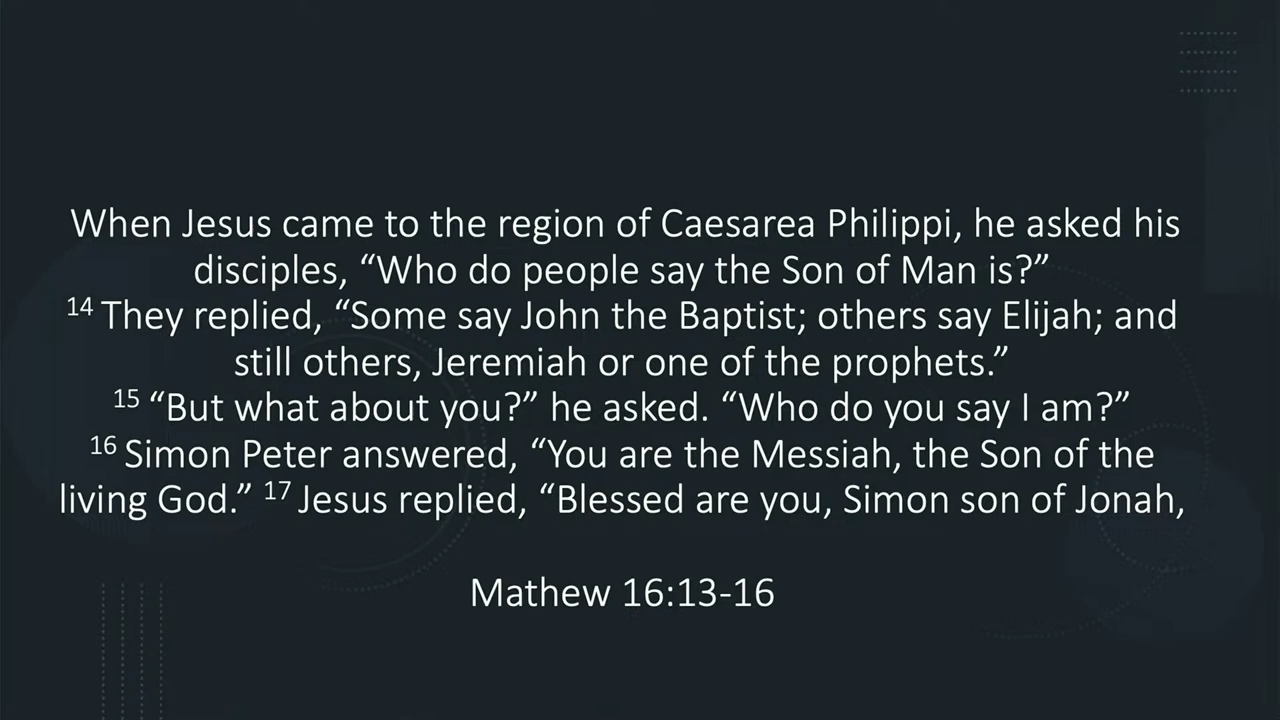 When Jesus came to the region of Caesarea Philippi, he asked his
disciples, “Who do people say the Son of Man is?”
14 They replied, “Some say John the Baptist; others say Elijah; and
still others, Jeremiah or one of the prophets.”
15 “But what about you?” he asked. “Who do you say I am?”
16 Simon Peter answered, “You are the Messiah, the Son of the
living God.” 17 Jesus replied, “Blessed are you, Simon son of Jonah,
Mathew 16:13-16